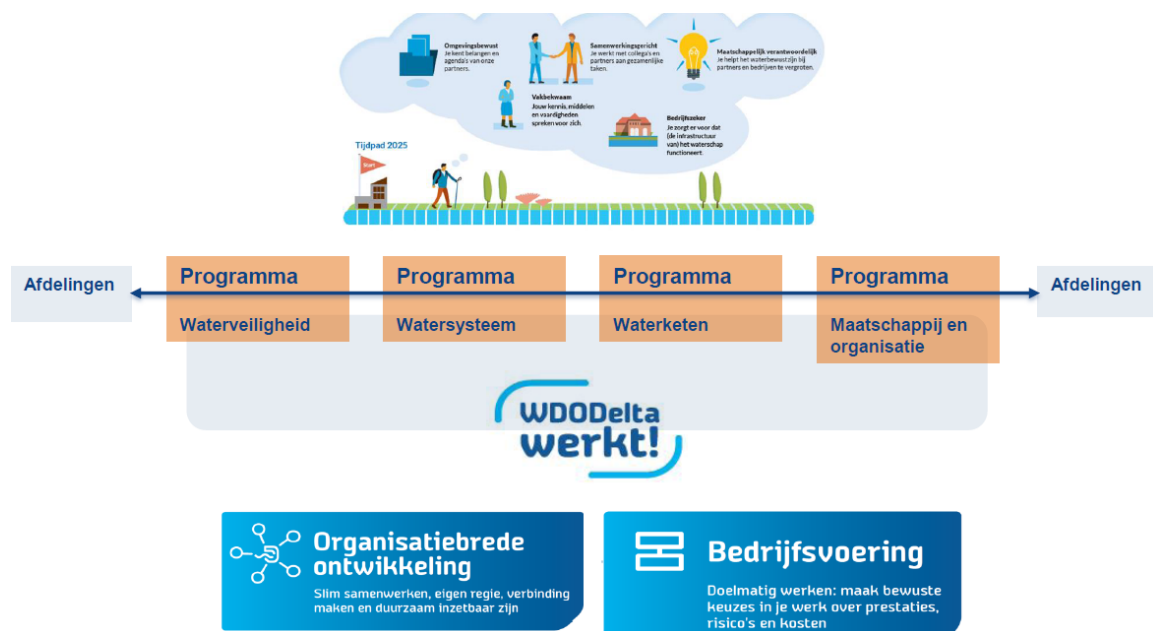 Omgevingsbewust
Je kent belangen en
agenda's van onze
partners.
Samenwerkingsgericht
Je werkt met collega's en
partners aan gezamenlijke
taken.
Maatschappelijk verantwoordelijk
Je helpt het waterbewustzijn bij
partners en bedrijven te vergroten.
Vakbekwaam
Jouw kennis, middelen
en vaardigheden
spreken voor zich.
Bedrijfszeker
Je zorgt er voor dat
(de infrastructuur
van) het waterschap
functioneert.
Tijdpad 2025
Start
Afdelingen
Programma
Waterveiligheid
Programma
Watersysteem
Programma
Waterketen
Programma
Maatschappij en
organisatie
Afdelingen
WDODelta
werkt!
Organisatiebrede
ontwikkeling
Slim samenwerken, eigen regie, verbinding
maken en duurzaam inzetbaar zijn
Bedrijfsvoering
Doelmatig werken: maak bewuste
keuzes in je werk over prestaties,
risico's en kosten